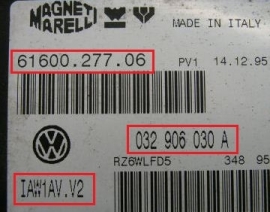 MAGNETI
MARELLI
MADE IN ITALY
61600.277.06
PV1 14.12.95
032 906 030 A
RZ6WLFD5 348 95
IAW1AV.V2